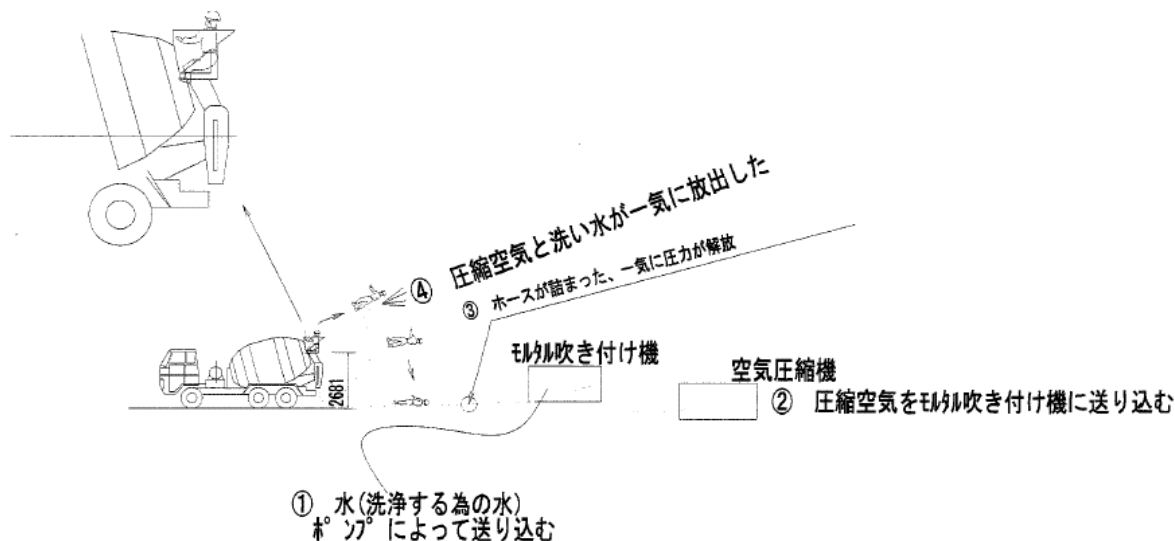 ④ 圧縮空気と洗い水が一気に放出した
③ ホースが詰まった、一気に圧力が解放
ﾓﾙﾀﾙ吹き付け機
空気圧縮機
② 圧縮空気をﾓﾙﾀﾙ吹き付け機に送り込む
2681
① 水(洗浄する為の水)
ﾎﾟﾝﾌﾟによって送り込む